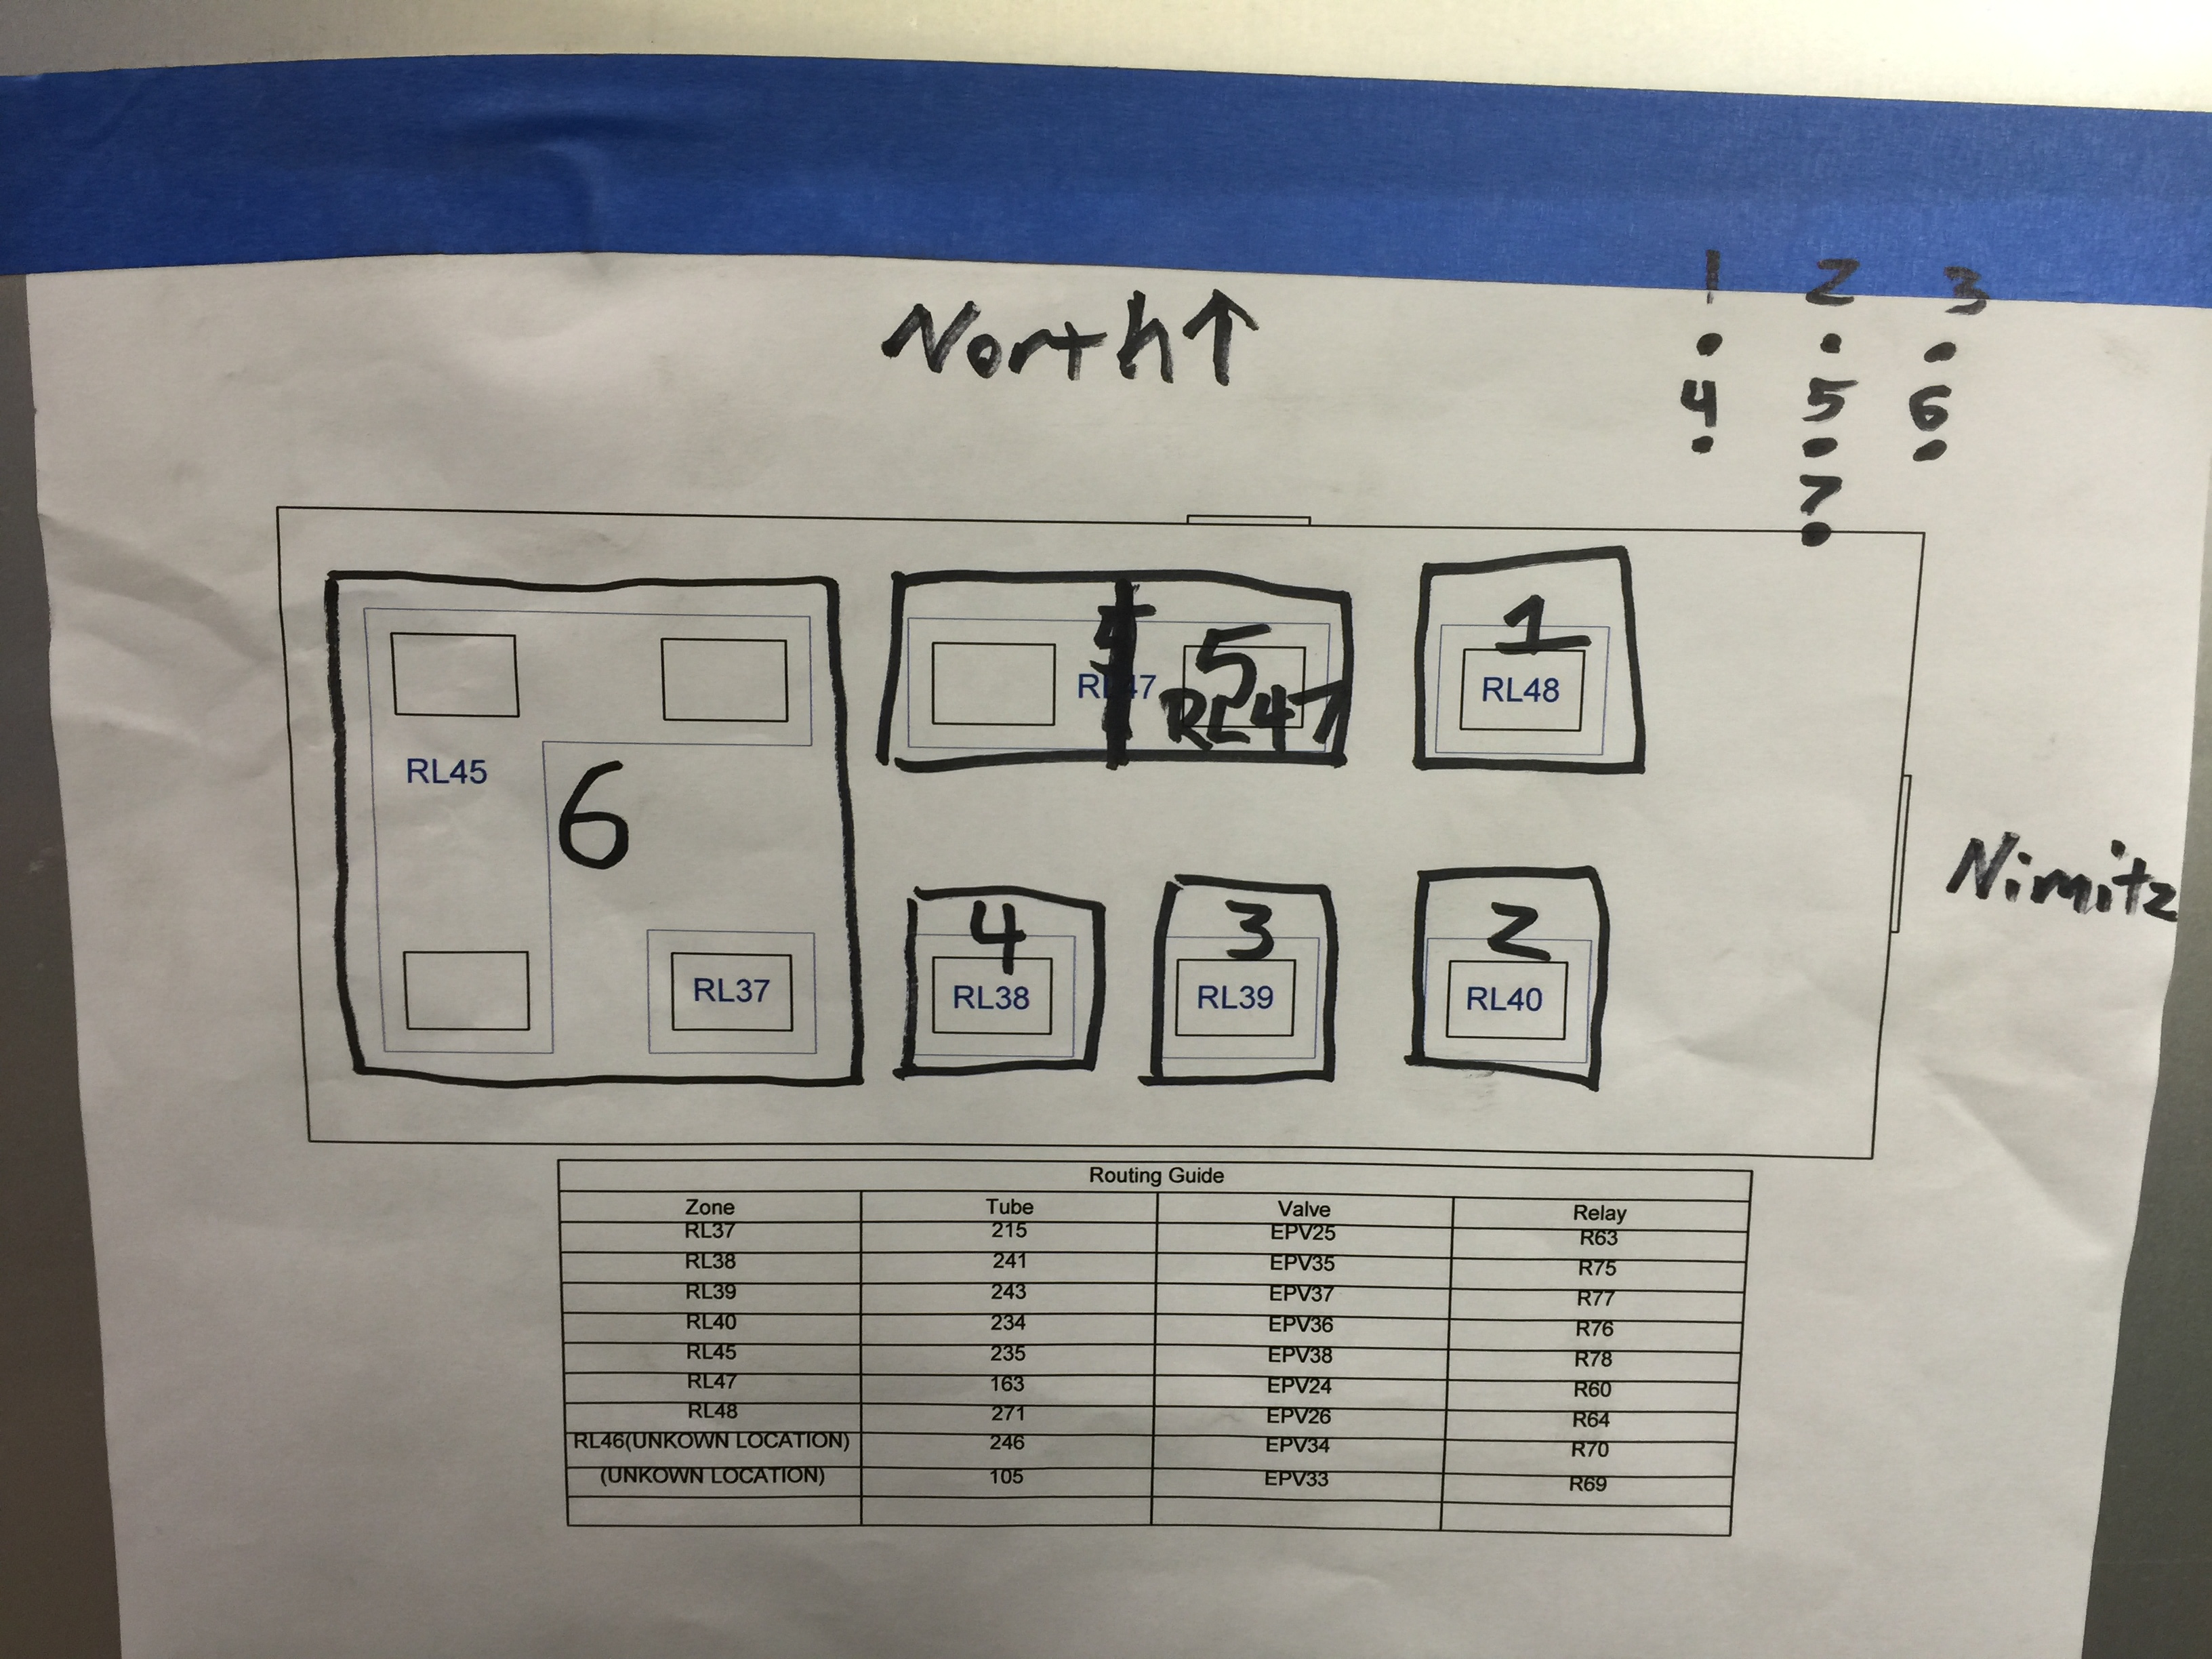 1 2 3
North↑
4 5 6
7
5
5
1
RL47
RL47
RL48
RL45
6
Nimitz
4
3
2
RL37
RL38
RL39
RL40
Routing Guide
Zone Tube Valve Relay
RL37 215 EPV25 R63
RL38 241 EPV35 R75
RL39 243 EPV37 R77
RL40 234 EPV36 R76
RL45 235 EPV38 R78
RL47 163 EPV24 R60
RL48 271 EPV26 R64
RL46(UNKOWN LOCATION) 246 EPV34 R70
(UNKOWN LOCATION) 105 EPV33 R69